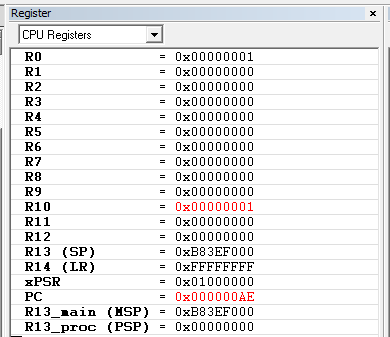 Register
CPU Registers
R0 = 0x00000001
R1 = 0x00000000
R2 = 0x00000000
R3 = 0x00000000
R4 = 0x00000000
R5 = 0x00000000
R6 = 0x00000000
R7 = 0x00000000
R8 = 0x00000000
R9 = 0x00000000
R10 = 0x00000001
R11 = 0x00000000
R12 = 0x00000000
R13 (SP) = 0xB83EF000
R14 (LR) = 0xFFFFFFFF
xPSR = 0x01000000
PC = 0x000000AE
R13_main (MSP) = 0xB83EF000
R13_proc (PSP) = 0x00000000